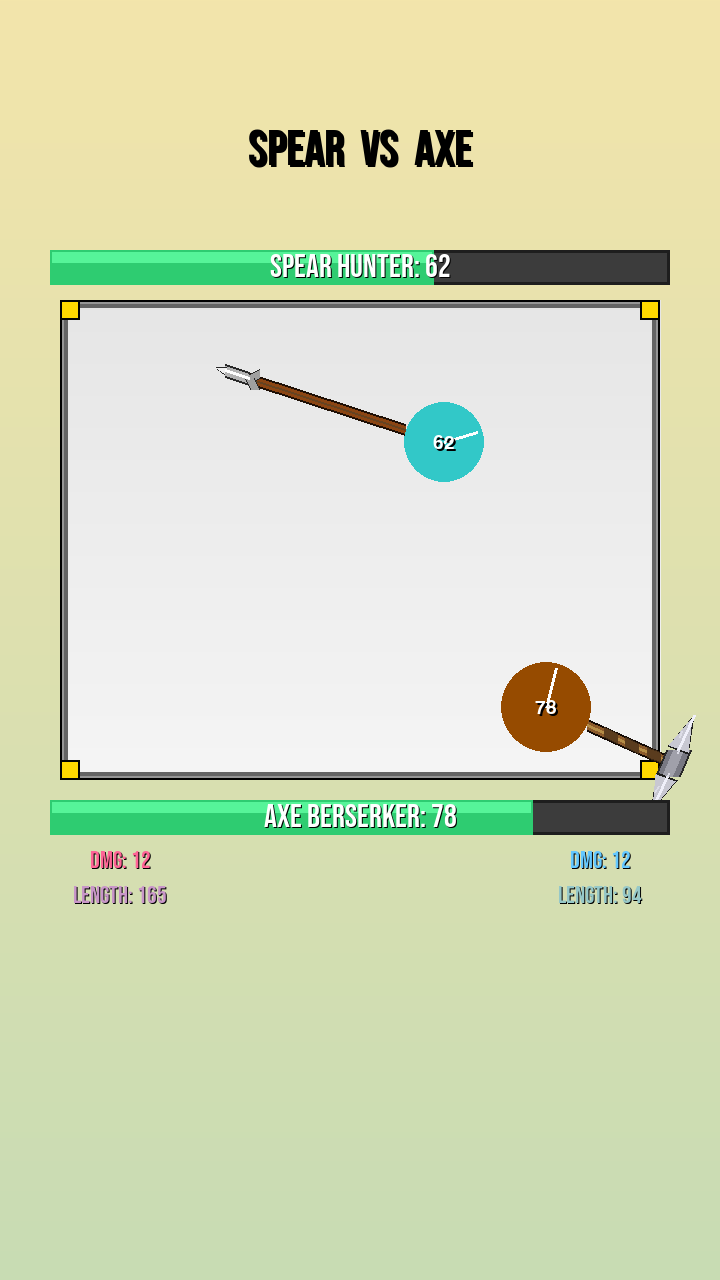 SPEAR VS AXE
SPEAR HUNTER: 62
62
78
AXE BERSERKER: 78
DMG: 12
DMG: 12
LENGTH: 165
LENGTH: 94